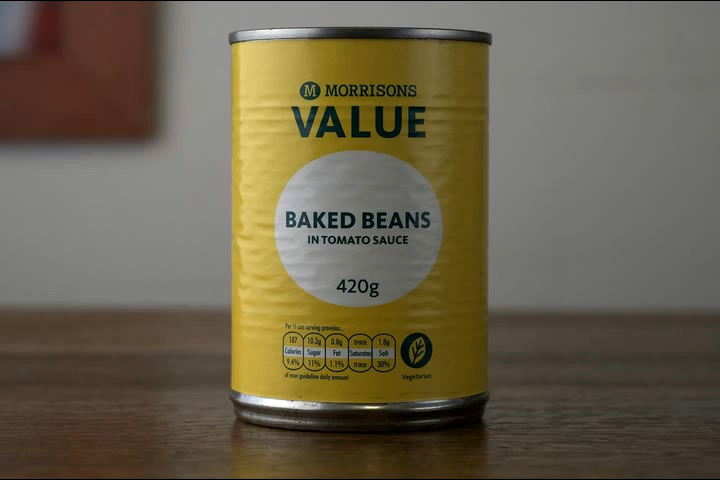 M MORRISONS
VALUE
BAKED BEANS
IN TOMATO SAUCE
420g
Per ½ can serving provides...
187 10.3g 0.8g trace 1.8g
Calories Sugar Fat Saturates Salt
9.4% 11% 1.1% trace 30%
of your guideline daily amount
Vegetarian